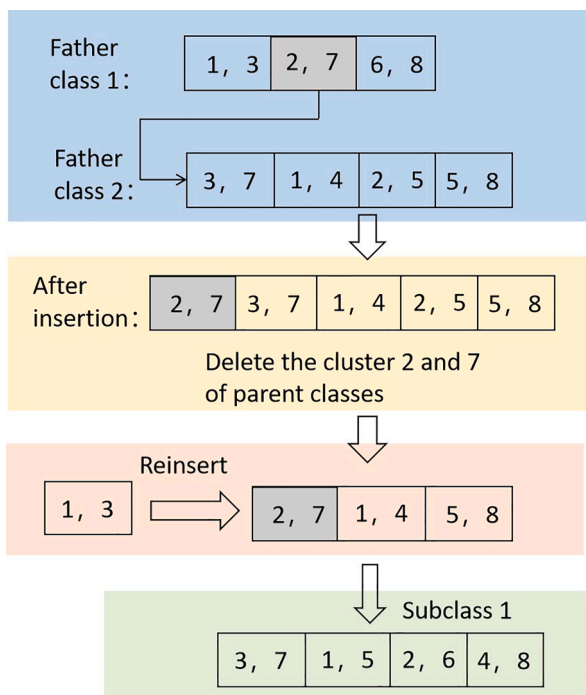 Father
class 1:
1, 3 2, 7 6, 8
Father
class 2:
3, 7 1, 4 2, 5 5, 8
After
insertion:
2, 7 3, 7 1, 4 2, 5 5, 8
Delete the cluster 2 and 7
of parent classes
Reinsert
1, 3
2, 7 1, 4 5, 8
Subclass 1
3, 7 1, 5 2, 6 4, 8